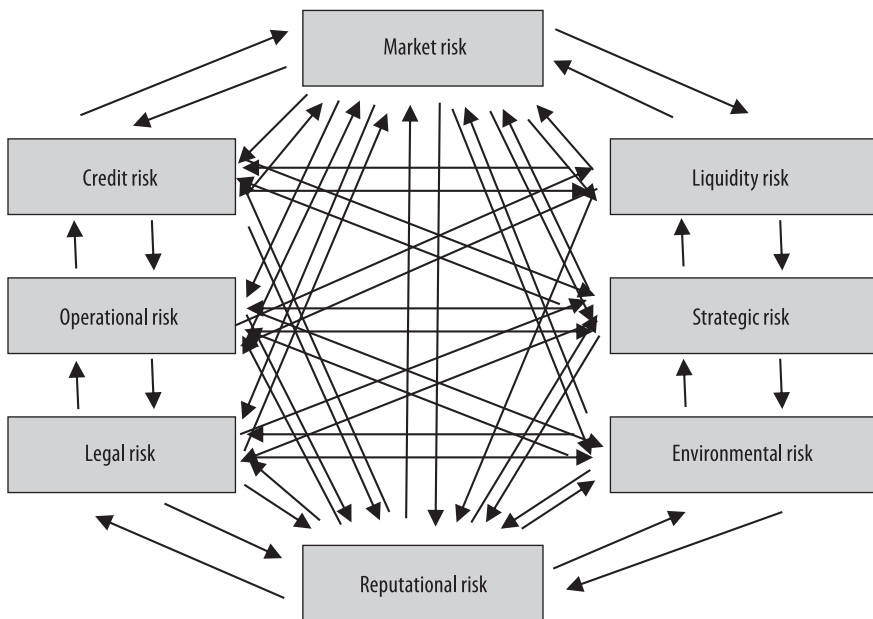 Market risk
Credit risk
Liquidity risk
Operational risk
Strategic risk
Legal risk
Environmental risk
Reputational risk